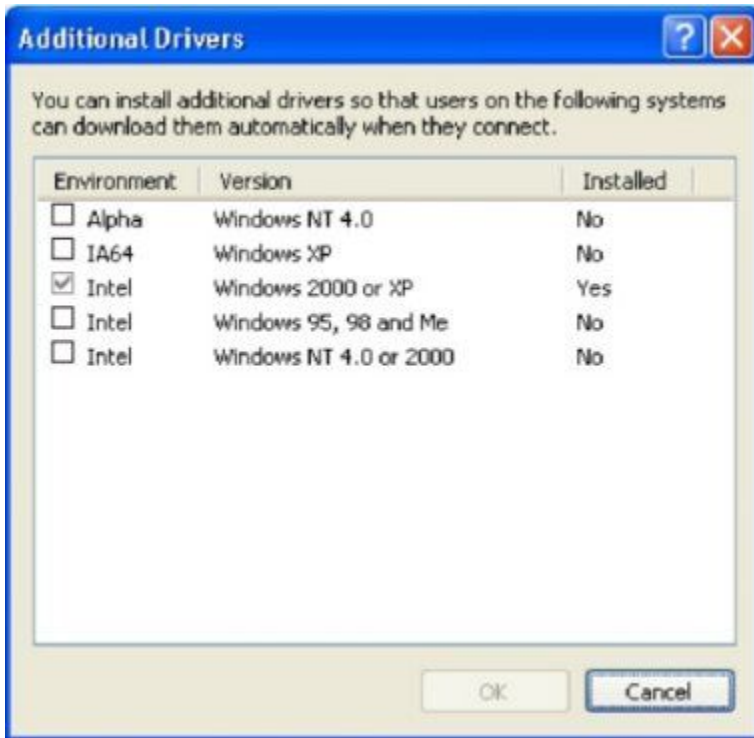 Additional Drivers
You can install additional drivers so that users on the following systems
can download them automatically when they connect.
Environment Version Installed
Alpha Windows NT 4.0 No
IA64 Windows XP No
Intel Windows 2000 or XP Yes
Intel Windows 95, 98 and Me No
Intel Windows NT 4.0 or 2000 No
OK Cancel